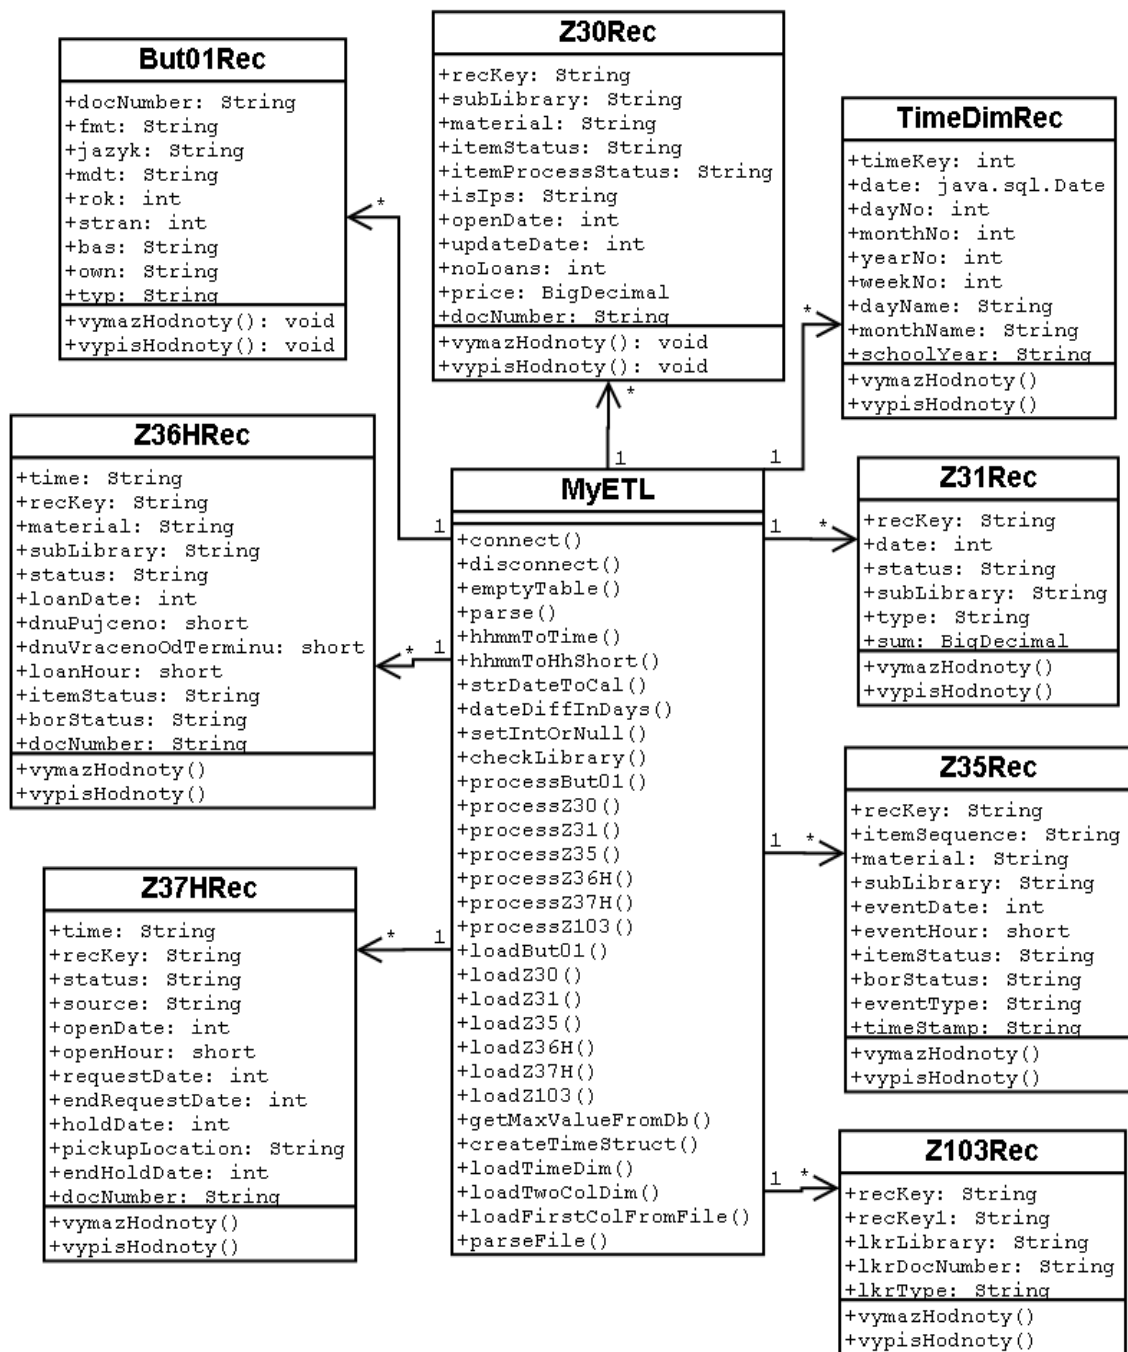 But01Rec
+docNumber: String
+fmt: String
+jazyk: String
+mdt: String
+rok: int
+stran: int
+bas: String
+own: String
+typ: String
+vymazHodnoty(): void
+vypisHodnoty(): void
*
Z30Rec
+recKey: String
+subLibrary: String
+material: String
+itemStatus: String
+itemProcessStatus: String
+isIps: String
+openDate: int
+updateDate: int
+noLoans: int
+price: BigDecimal
+docNumber: String
+vymazHodnoty(): void
+vypisHodnoty(): void
*
1
TimeDimRec
+timeKey: int
+date: java.sql.Date
+dayNo: int
+monthNo: int
+yearNo: int
+weekNo: int
+dayName: String
+monthName: String
+schoolYear: String
+vymazHodnoty()
+vypisHodnoty()
*
1
Z36HRec
+time: String
+recKey: String
+material: String
+subLibrary: String
+status: String
+loanDate: int
+dnuPujceno: short
+dnuVracenoOdTerminu: short
+loanHour: short
+itemStatus: String
+borStatus: String
+docNumber: String
+vymazHodnoty()
+vypisHodnoty()
* 1
1
MyETL
+connect()
+disconnect()
+emptyTable()
+parse()
+hhmmToTime()
+hhmmToHhShort()
+strDateToCal()
+dateDiffInDays()
+setIntOrNull()
+checkLibrary()
+processBut01()
+processZ30()
+processZ31()
+processZ35()
+processZ36H()
+processZ37H()
+processZ103()
+loadBut01()
+loadZ30()
+loadZ31()
+loadZ35()
+loadZ36H()
+loadZ37H()
+loadZ103()
+getMaxValueFromDb()
+createTimeStruct()
+loadTimeDim()
+loadTwoColDim()
+loadFirstColFromFile()
+parseFile()
1 *
Z31Rec
+recKey: String
+date: int
+status: String
+subLibrary: String
+type: String
+sum: BigDecimal
+vymazHodnoty()
+vypisHodnoty()
1 *
Z35Rec
+recKey: String
+itemSequence: String
+material: String
+subLibrary: String
+eventDate: int
+eventHour: short
+itemStatus: String
+borStatus: String
+eventType: String
+timeStamp: String
+vymazHodnoty()
+vypisHodnoty()
Z37HRec
+time: String
+recKey: String
+status: String
+source: String
+openDate: int
+openHour: short
+requestDate: int
+endRequestDate: int
+holdDate: int
+pickupLocation: String
+endHoldDate: int
+docNumber: String
+vymazHodnoty()
+vypisHodnoty()
* 1
1 *
Z103Rec
+recKey: String
+recKey1: String
+lkrLibrary: String
+lkrDocNumber: String
+lkrType: String
+vymazHodnoty()
+vypisHodnoty()